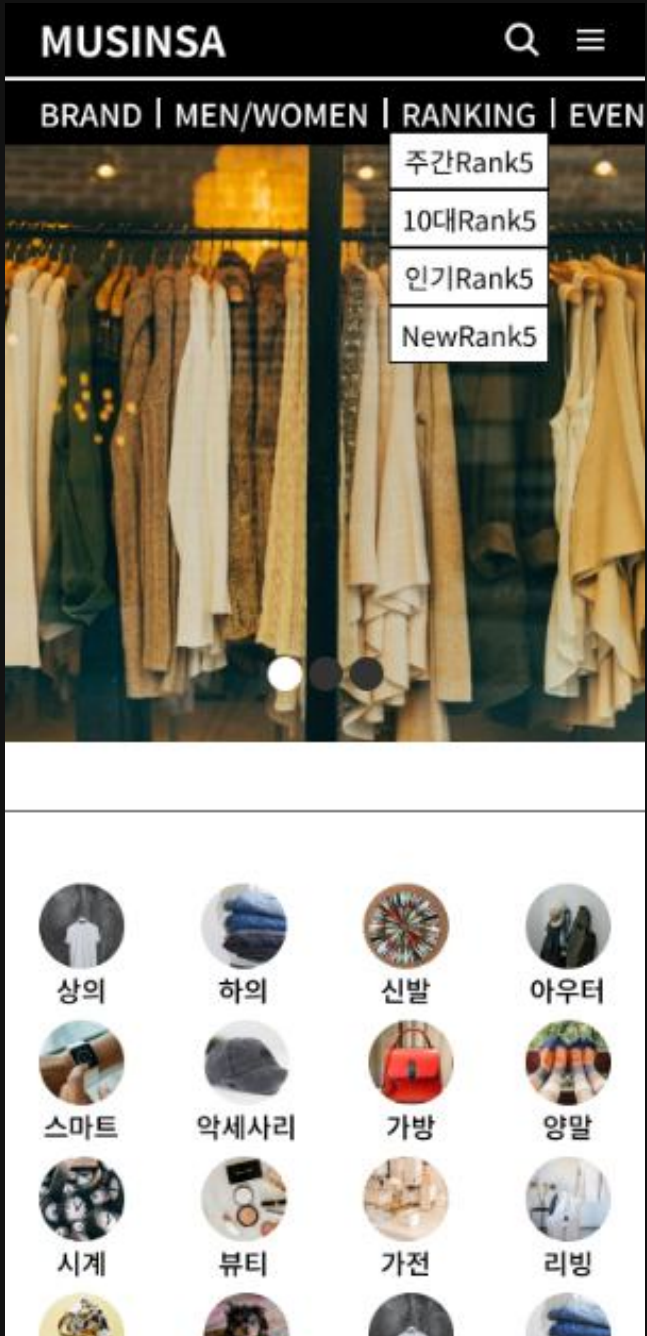 MUSINSA
BRAND | MEN/WOMEN | RANKING | EVEN
주간Rank5
10대Rank5
인기Rank5
NewRank5
상의 하의 신발 아우터
스마트 악세사리 가방 양말
시계 뷰티 가전 리빙